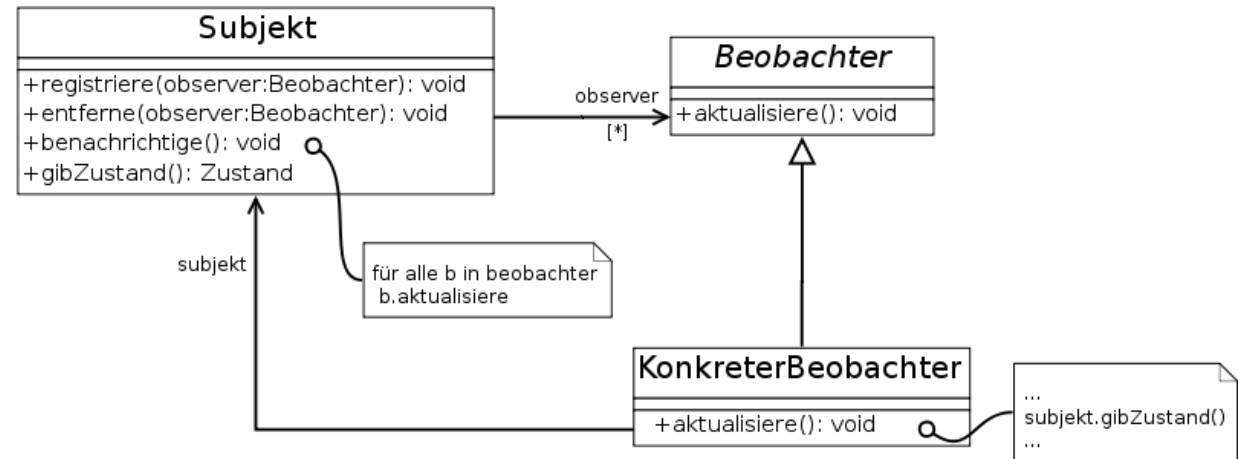 Subjekt
+registriere(observer:Beobachter): void
+entferne(observer:Beobachter): void
+benachrichtige(): void
+gibZustand(): Zustand
observer
[*]
Beobachter
+aktualisiere(): void
subjekt
für alle b in beobachter
b.aktualisiere
KonkreterBeobachter
+aktualisiere(): void
...
subjekt.gibZustand()
...